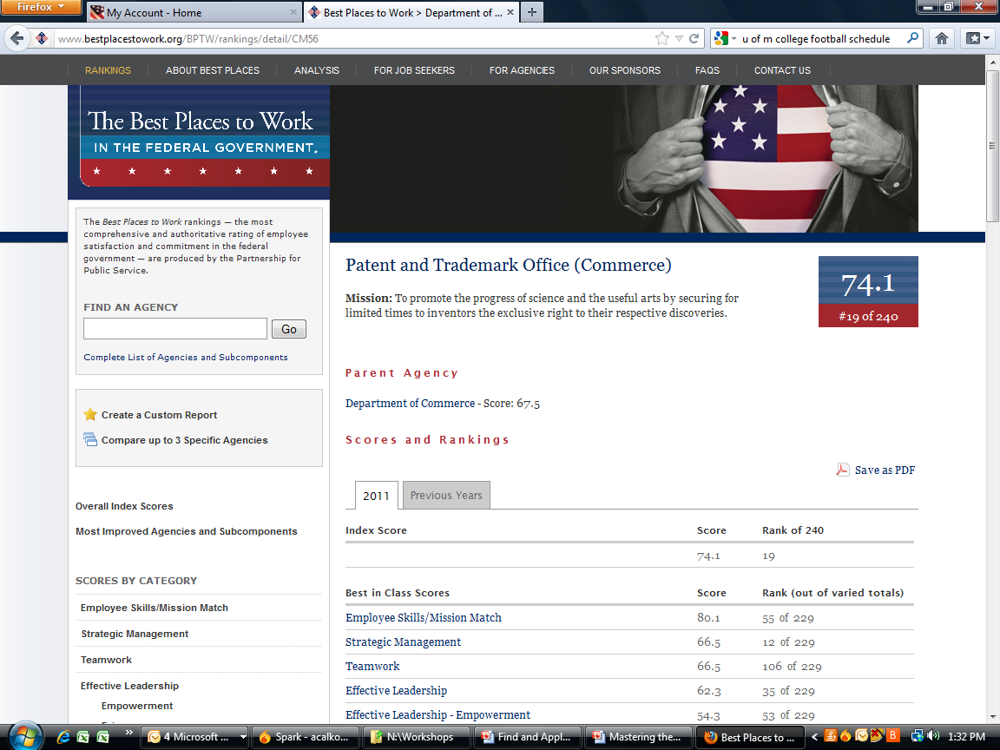 Firefox
My Account - Home
Best Places to Work > Department of ...
www.bestplacestowork.org/BPTW/rankings/detail/CM56
u of m college football schedule
RANKINGS
ABOUT BEST PLACES
ANALYSIS
FOR JOB SEEKERS
FOR AGENCIES
OUR SPONSORS
FAQS
CONTACT US
The Best Places to Work
IN THE FEDERAL GOVERNMENT.
The Best Places to Work rankings — the most
comprehensive and authoritative rating of employee
satisfaction and commitment in the federal
government — are produced by the Partnership for
Public Service.
FIND AN AGENCY
Go
Complete List of Agencies and Subcomponents
Create a Custom Report
Compare up to 3 Specific Agencies
Overall Index Scores
Most Improved Agencies and Subcomponents
SCORES BY CATEGORY
Employee Skills/Mission Match
Strategic Management
Teamwork
Effective Leadership
Empowerment
Patent and Trademark Office (Commerce)
74.1
#19 of 240
Mission: To promote the progress of science and the useful arts by securing for
limited times to inventors the exclusive right to their respective discoveries.
Parent Agency
Department of Commerce - Score: 67.5
Scores and Rankings
Save as PDF
2011
Previous Years
Index Score Score Rank of 240
74.1 19
Best in Class Scores Score Rank (out of varied totals)
Employee Skills/Mission Match 80.1 55 of 229
Strategic Management 66.5 12 of 229
Teamwork 66.5 106 of 229
Effective Leadership 62.3 35 of 229
Effective Leadership - Empowerment 54.3 53 of 229
4 Microsoft ...
Spark - acalko...
N:\Workshops
Find and Appl...
Mastering the...
Best Places to ...
1:32 PM